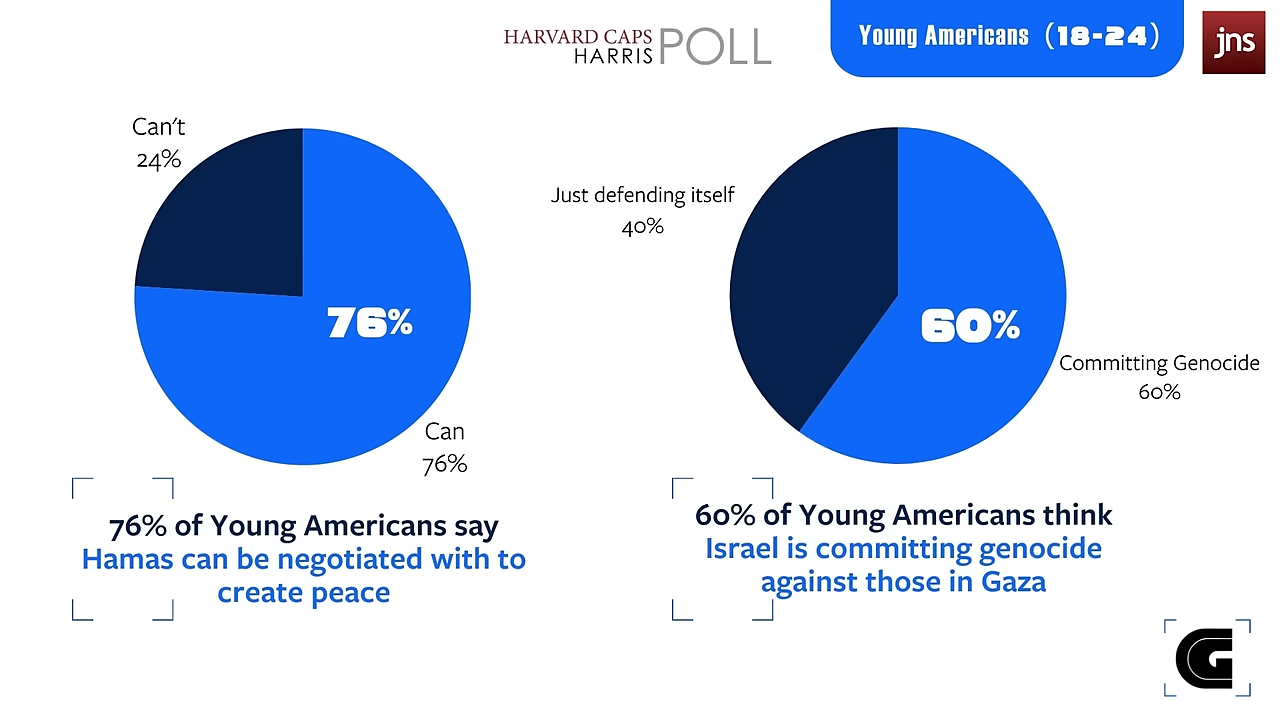 HARVARD CAPS
HARRIS POLL
Young Americans (18-24)
jns
Can't
24%
76%
Can
76%
76% of Young Americans say
Hamas can be negotiated with to
create peace
Just defending itself
40%
60%
Committing Genocide
60%
60% of Young Americans think
Israel is committing genocide
against those in Gaza
G